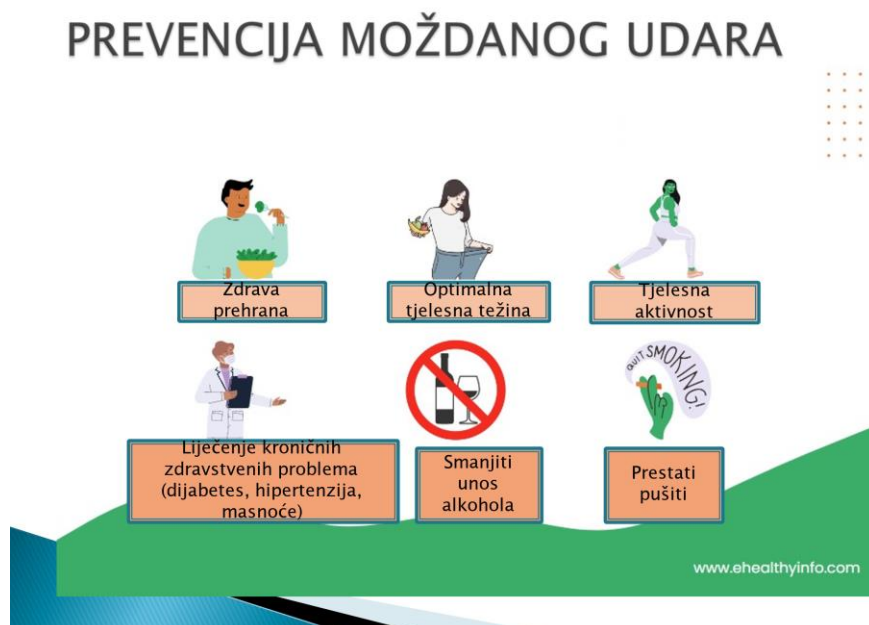 PREVENCIJA MOŽDANOG UDARA
Zdrava
prehrana
Optimalna
tjelesna težina
Tjelesna
aktivnost
QUIT SMOKING!
Liječenje kroničnih
zdravstvenih problema
(dijabetes, hipertenzija,
masnoće)
Smanjiti
unos
alkohola
Prestati
pušiti
www.ehealthyinfo.com